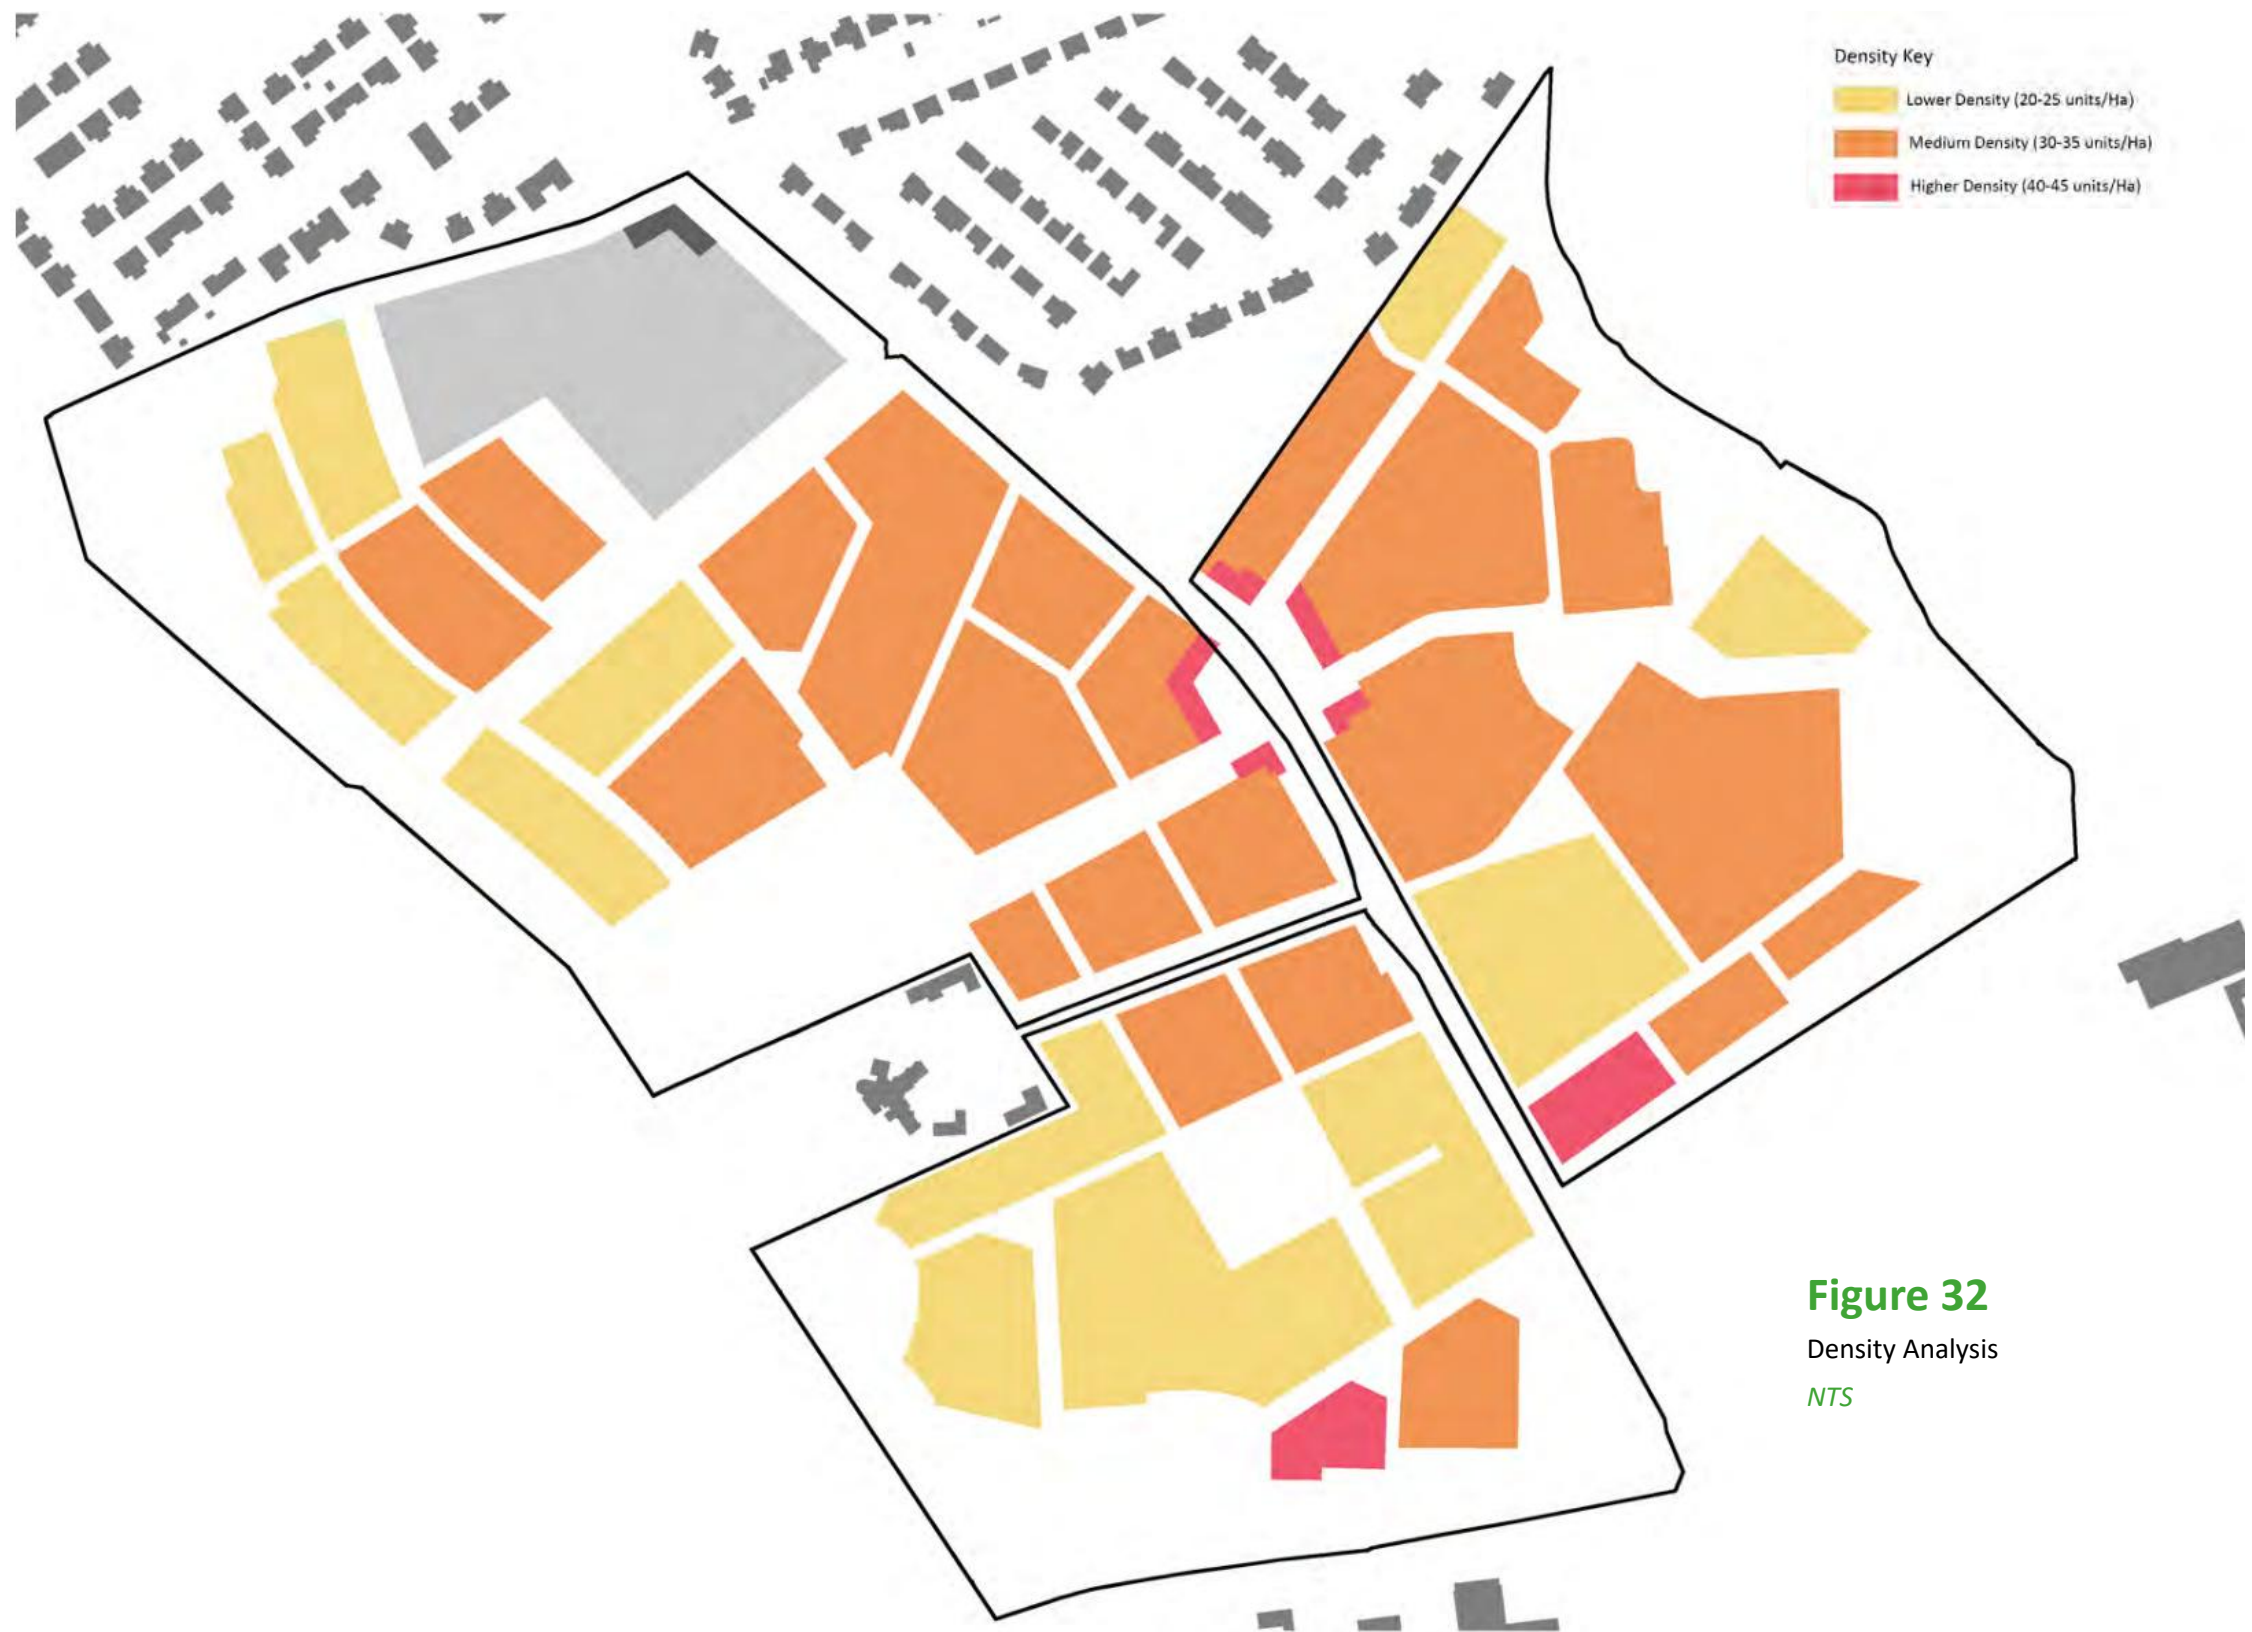 Density Key
Lower Density (20-25 units/Ha)
Medium Density (30-35 units/Ha)
Higher Density (40-45 units/Ha)
Figure 32
Density Analysis
NTS